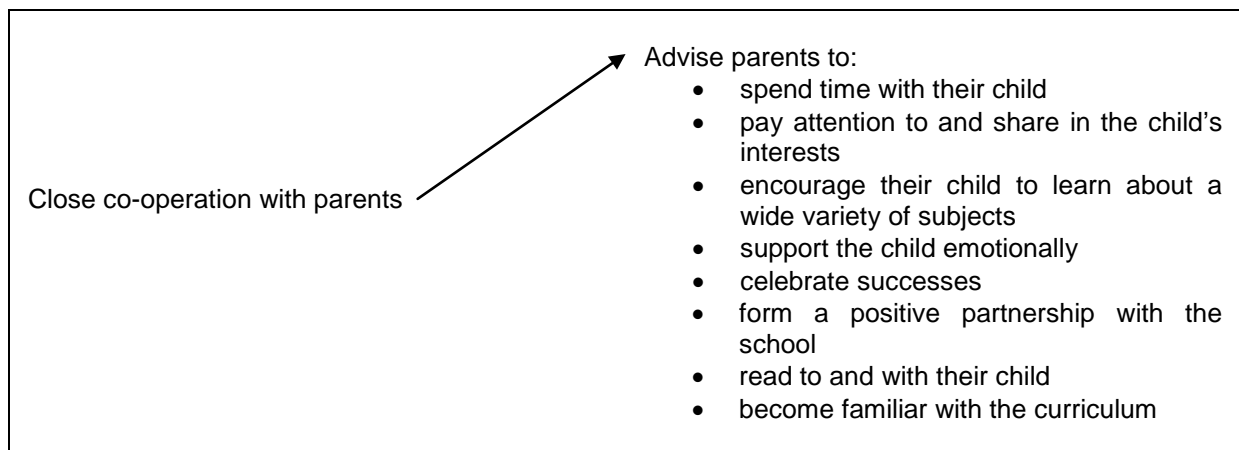 Advise parents to:
• spend time with their child
• pay attention to and share in the child’s
interests
• encourage their child to learn about a
wide variety of subjects
Close co-operation with parents
• support the child emotionally
• celebrate successes
• form a positive partnership with the
school
• read to and with their child
• become familiar with the curriculum